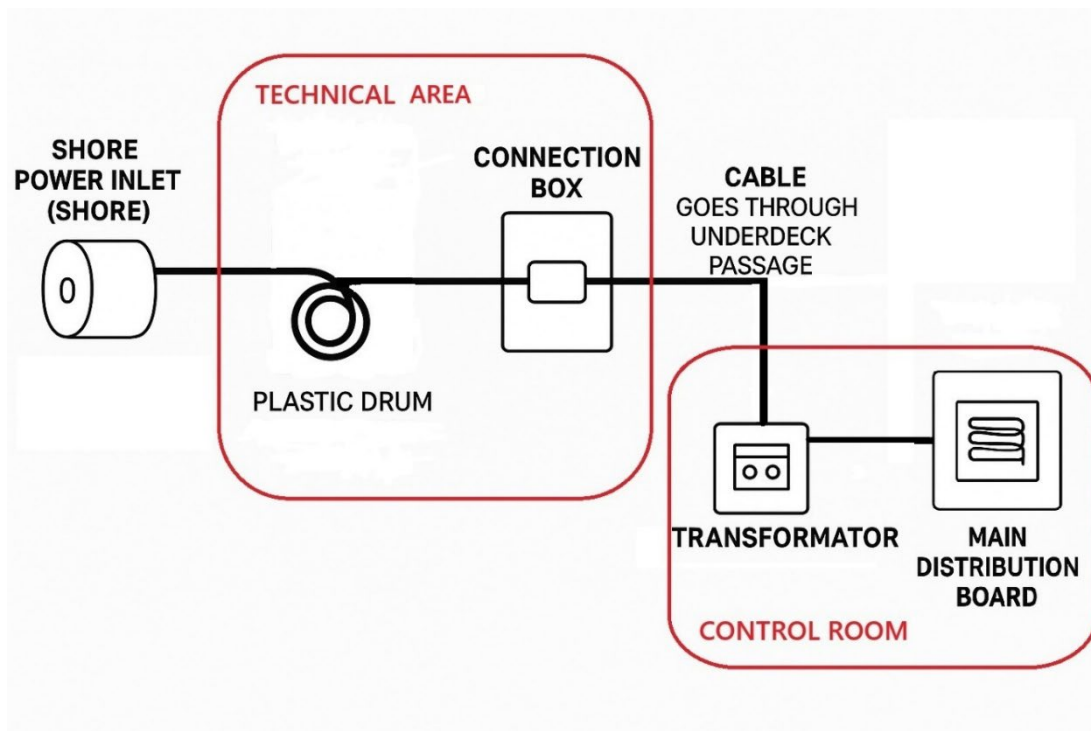 TECHNICAL AREA
SHORE
POWER INLET
(SHORE)
CONNECTION
BOX
CABLE
GOES THROUGH
UNDERDECK
PASSAGE
PLASTIC DRUM
TRANSFORMATOR
MAIN
DISTRIBUTION
BOARD
CONTROL ROOM